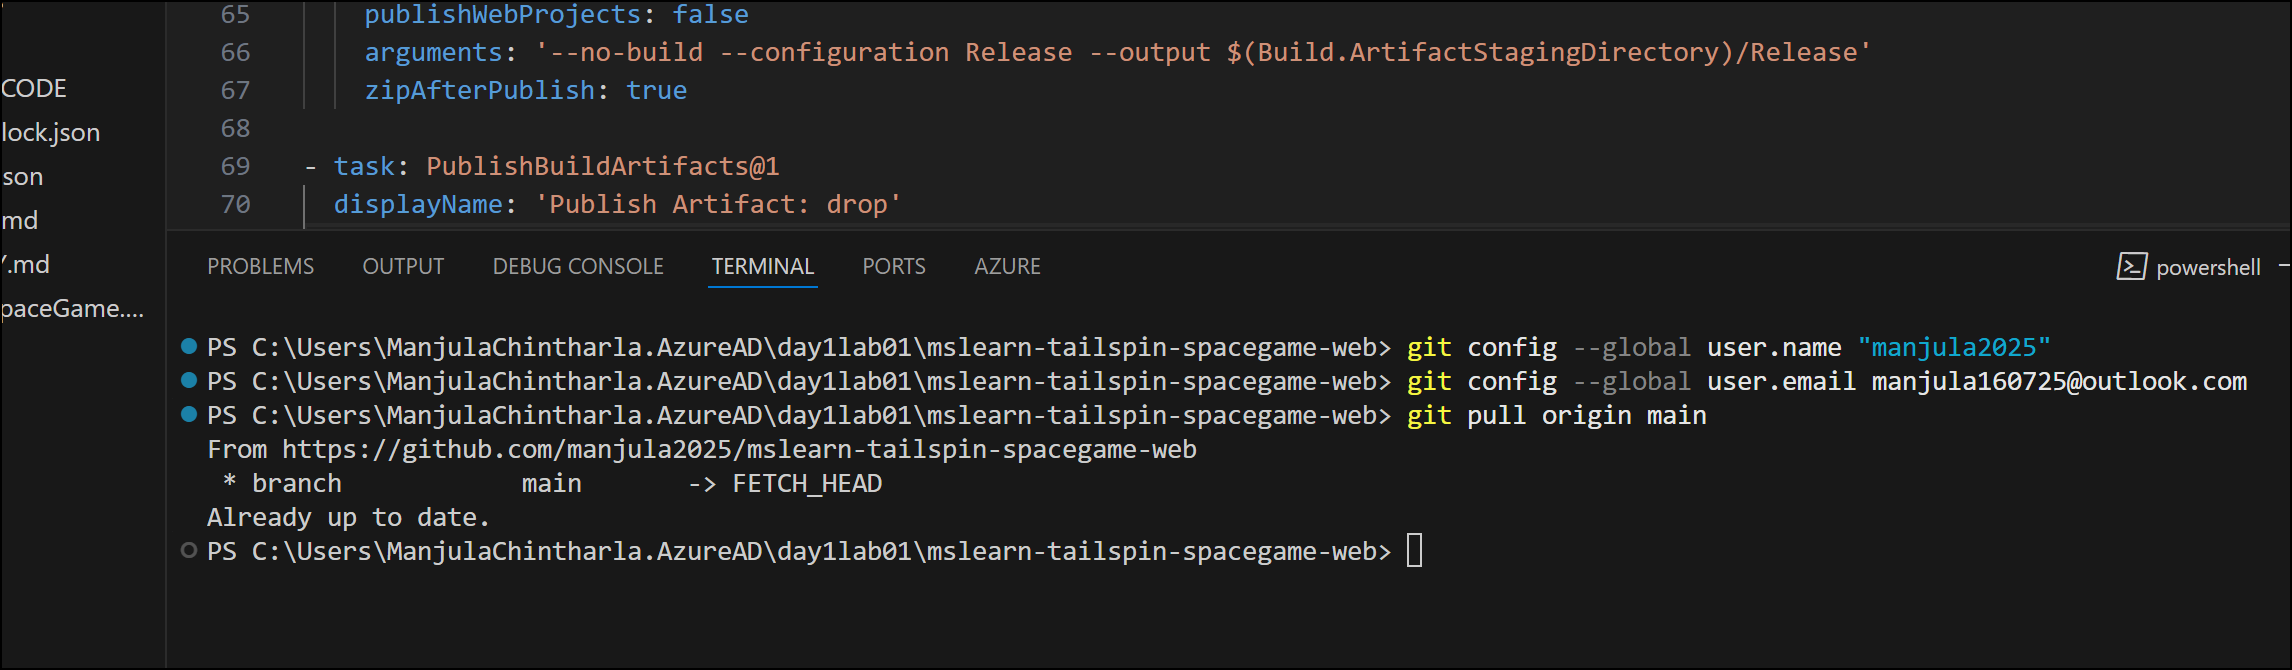 65 publishWebProjects: false
66 arguments: '--no-build --configuration Release --output $(Build.ArtifactStagingDirectory)/Release'
67 zipAfterPublish: true
68
69 - task: PublishBuildArtifacts@1
70 displayName: 'Publish Artifact: drop'
CODE
lock.json
son
md
.md
paceGame....
PROBLEMS OUTPUT DEBUG CONSOLE TERMINAL PORTS AZURE
powershell
PS C:\Users\ManjulaChintharla.AzureAD\day1lab01\mslearn-tailspin-spacegame-web> git config --global user.name "manjula2025"
PS C:\Users\ManjulaChintharla.AzureAD\day1lab01\mslearn-tailspin-spacegame-web> git config --global user.email manjula160725@outlook.com
PS C:\Users\ManjulaChintharla.AzureAD\day1lab01\mslearn-tailspin-spacegame-web> git pull origin main
From https://github.com/manjula2025/mslearn-tailspin-spacegame-web
 * branch            main       -> FETCH_HEAD
Already up to date.
PS C:\Users\ManjulaChintharla.AzureAD\day1lab01\mslearn-tailspin-spacegame-web>